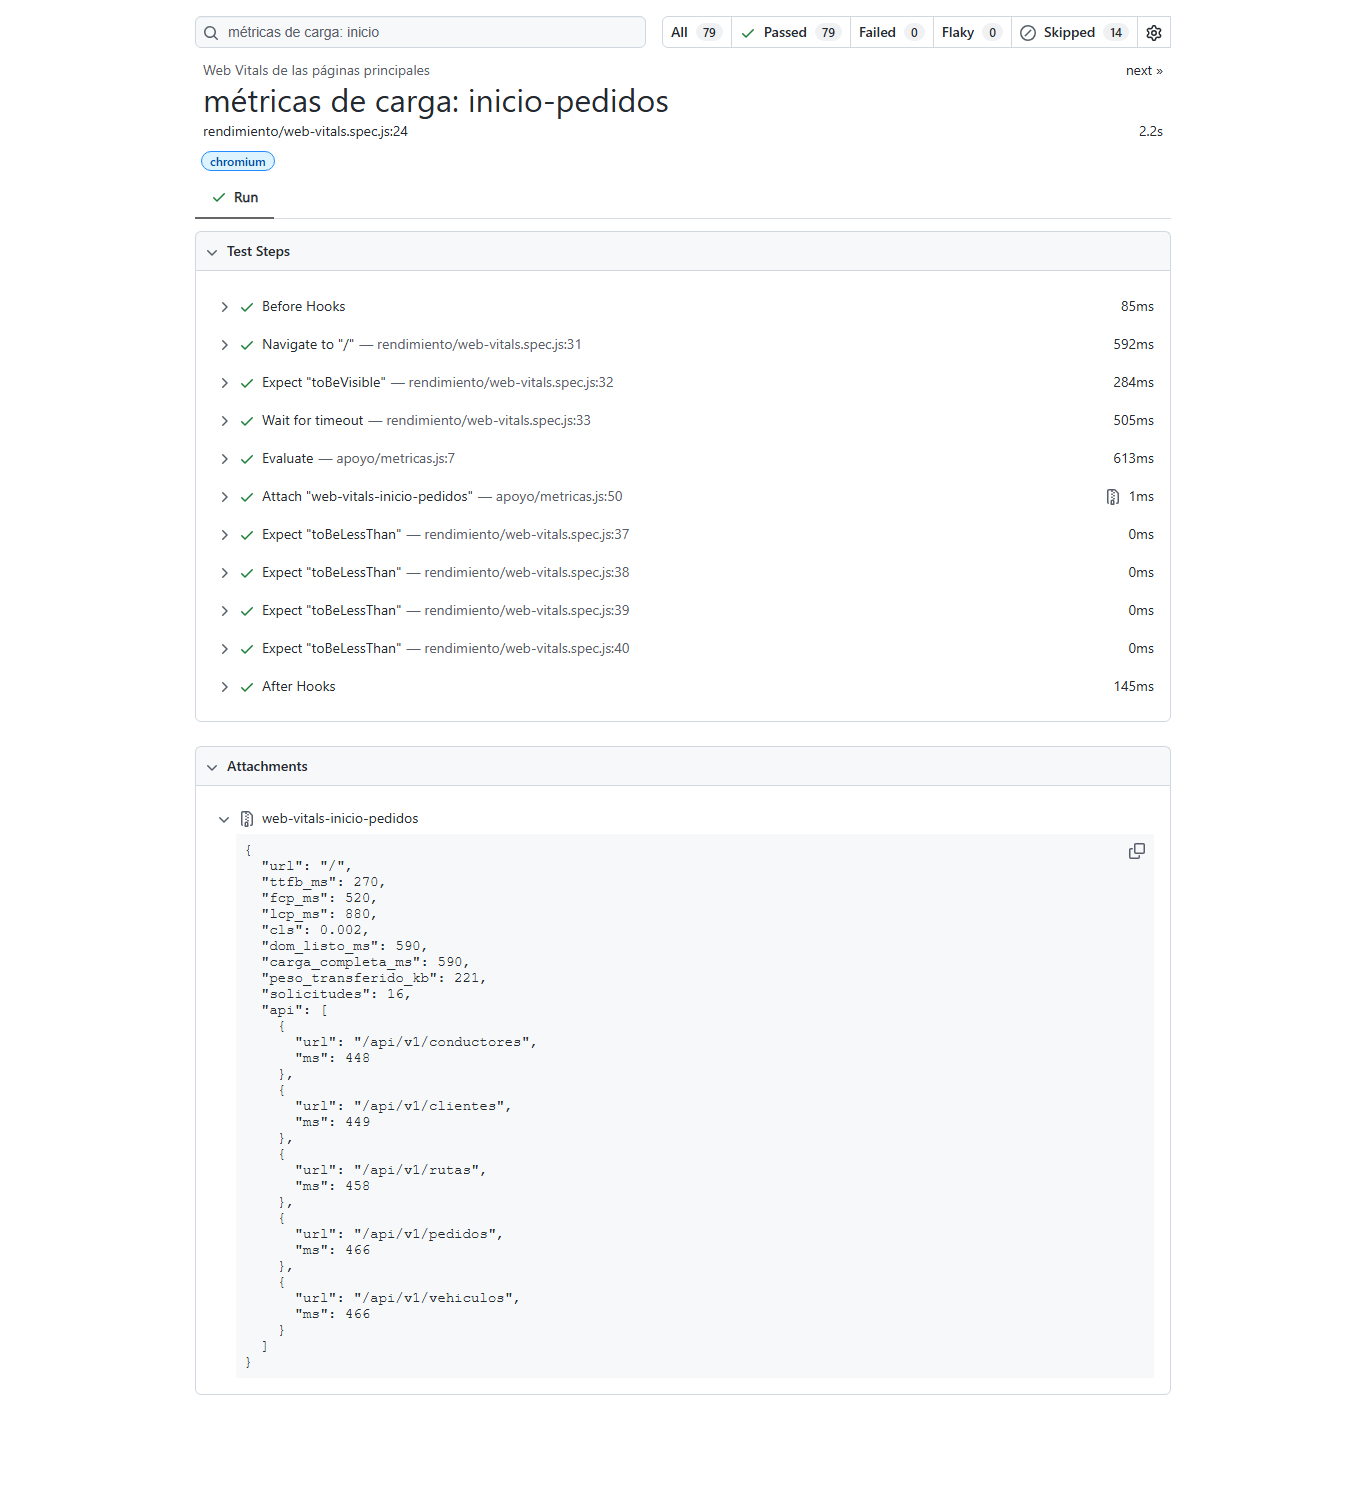 métricas de carga: inicio
All 79 Passed 79 Failed 0 Flaky 0 Skipped 14
Web Vitals de las páginas principales next »
métricas de carga: inicio-pedidos
rendimiento/web-vitals.spec.js:24 2.2s
chromium
Run
Test Steps
Before Hooks 85ms
Navigate to "/" — rendimiento/web-vitals.spec.js:31 592ms
Expect "toBeVisible" — rendimiento/web-vitals.spec.js:32 284ms
Wait for timeout — rendimiento/web-vitals.spec.js:33 505ms
Evaluate — apoyo/metricas.js:7 613ms
Attach "web-vitals-inicio-pedidos" — apoyo/metricas.js:50 1ms
Expect "toBeLessThan" — rendimiento/web-vitals.spec.js:37 0ms
Expect "toBeLessThan" — rendimiento/web-vitals.spec.js:38 0ms
Expect "toBeLessThan" — rendimiento/web-vitals.spec.js:39 0ms
Expect "toBeLessThan" — rendimiento/web-vitals.spec.js:40 0ms
After Hooks 145ms
Attachments
web-vitals-inicio-pedidos
{
  "url": "/",
  "ttfb_ms": 270,
  "fcp_ms": 520,
  "lcp_ms": 880,
  "cls": 0.002,
  "dom_listo_ms": 590,
  "carga_completa_ms": 590,
  "peso_transferido_kb": 221,
  "solicitudes": 16,
  "api": [
    {
      "url": "/api/v1/conductores",
      "ms": 448
    },
    {
      "url": "/api/v1/clientes",
      "ms": 449
    },
    {
      "url": "/api/v1/rutas",
      "ms": 458
    },
    {
      "url": "/api/v1/pedidos",
      "ms": 466
    },
    {
      "url": "/api/v1/vehiculos",
      "ms": 466
    }
  ]
}